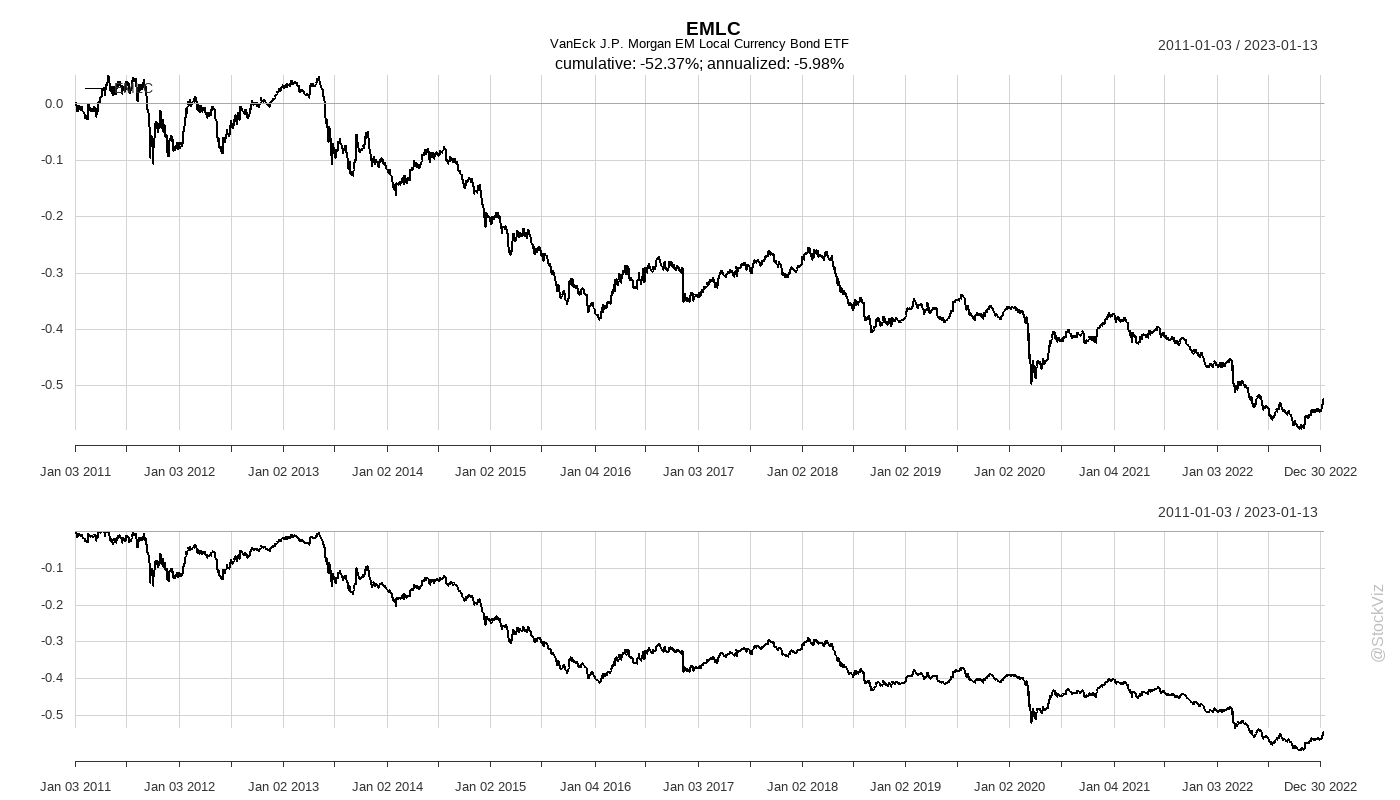 EMLC
VanEck J.P. Morgan EM Local Currency Bond ETF
cumulative: -52.37%; annualized: -5.98%
2011-01-03 / 2023-01-13
0.0
-0.1
-0.2
-0.3
-0.4
-0.5
Jan 03 2011 Jan 03 2012 Jan 02 2013 Jan 02 2014 Jan 02 2015 Jan 04 2016 Jan 03 2017 Jan 02 2018 Jan 02 2019 Jan 02 2020 Jan 04 2021 Jan 03 2022 Dec 30 2022
2011-01-03 / 2023-01-13
-0.1
-0.2
-0.3
-0.4
-0.5
Jan 03 2011 Jan 03 2012 Jan 02 2013 Jan 02 2014 Jan 02 2015 Jan 04 2016 Jan 03 2017 Jan 02 2018 Jan 02 2019 Jan 02 2020 Jan 04 2021 Jan 03 2022 Dec 30 2022
@StockViz